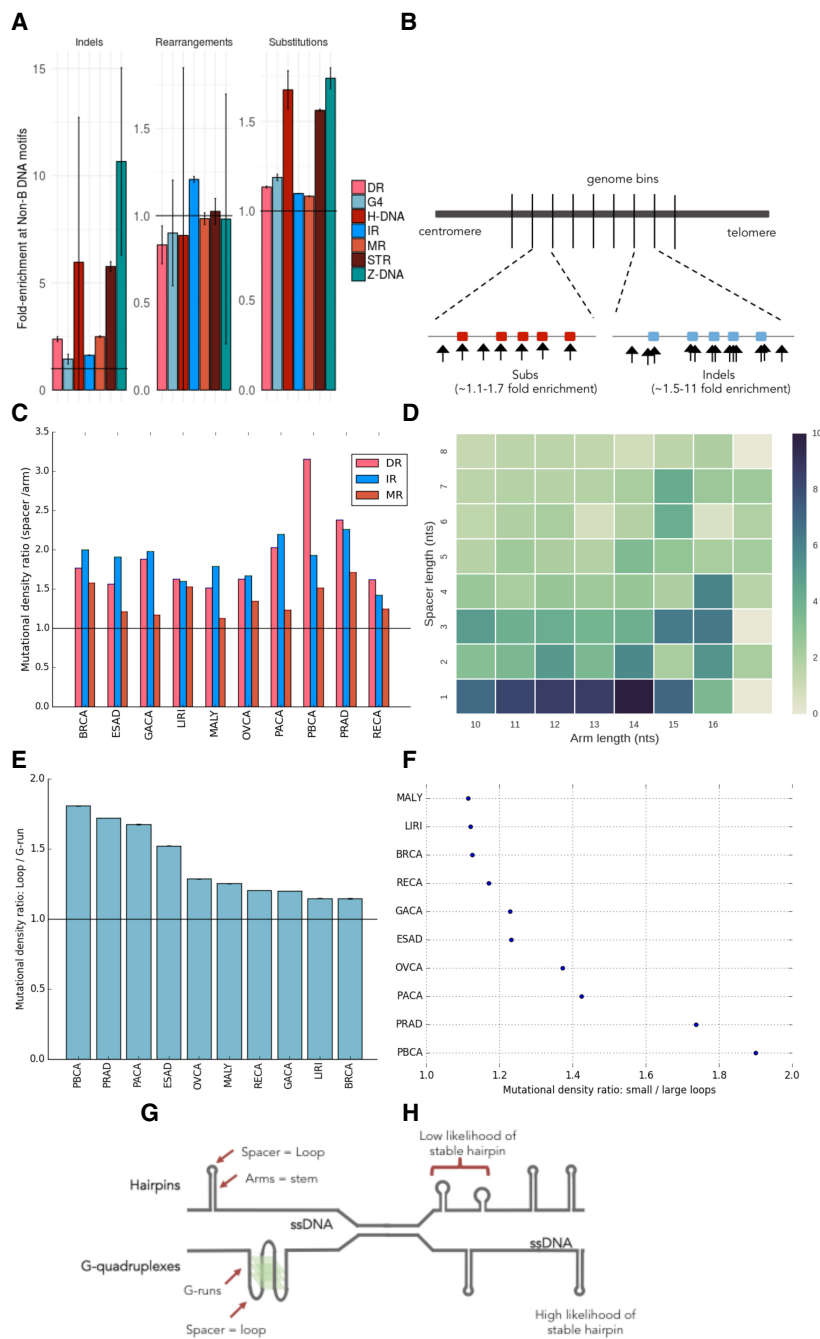 A
Indels
Rearrangements
Substitutions
Fold-enrichment at Non-B DNA motifs
15
10
5
0
1.5
1.0
0.5
0.0
1.5
1.0
0.5
0.0
DR
G4
H-DNA
IR
MR
STR
Z-DNA
B
genome bins
centromere
telomere
Subs
(~1.1-1.7 fold enrichment)
Indels
(~1.5-11 fold enrichment)
C
Mutational density ratio (spacer /arm)
3.5
3.0
2.5
2.0
1.5
1.0
0.5
0.0
DR
IR
MR
BRCA
ESAD
GACA
LIRI
MALY
OVCA
PACA
PBCA
PRAD
RECA
D
Spacer length (nts)
8
7
6
5
4
3
2
1
10
11
12
13
14
15
16
Arm length (nts)
10
8
6
4
2
0
E
Mutational density ratio: Loop / G-run
2.0
1.5
1.0
0.5
0.0
PBCA
PRAD
PACA
ESAD
OVCA
MALY
RECA
GACA
LIRI
BRCA
F
MALY
LIRI
BRCA
RECA
GACA
ESAD
OVCA
PACA
PRAD
PBCA
1.0
1.2
1.4
1.6
1.8
2.0
Mutational density ratio: small / large loops
G
Spacer = Loop
Arms = stem
Hairpins
ssDNA
G-quadruplexes
G-runs
Spacer = loop
H
Low likelihood of
stable hairpin
ssDNA
High likelihood of
stable hairpin